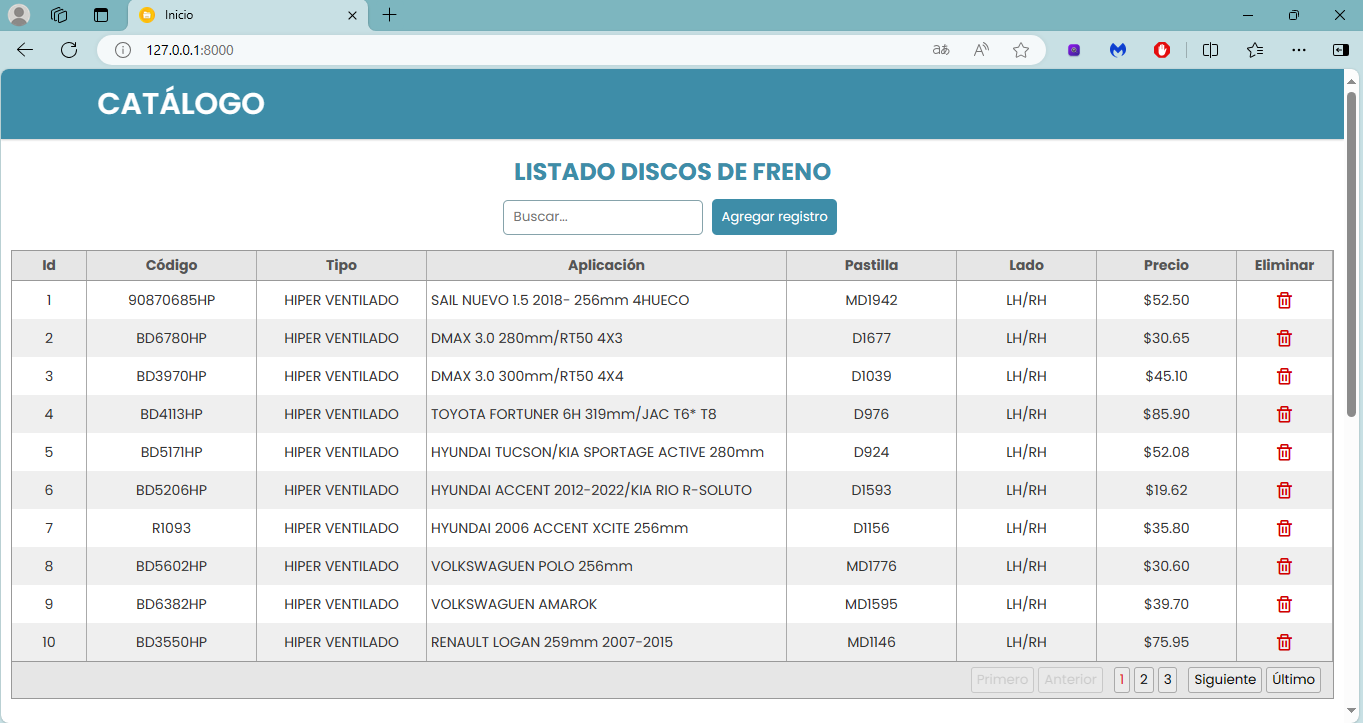 Inicio
127.0.0.1:8000
CATÁLOGO
LISTADO DISCOS DE FRENO
Buscar... Agregar registro
Id Código Tipo Aplicación Pastilla Lado Precio Eliminar
1 90870685HP HIPER VENTILADO SAIL NUEVO 1.5 2018- 256mm 4HUECO MD1942 LH/RH $52.50
2 BD6780HP HIPER VENTILADO DMAX 3.0 280mm/RT50 4X3 D1677 LH/RH $30.65
3 BD3970HP HIPER VENTILADO DMAX 3.0 300mm/RT50 4X4 D1039 LH/RH $45.10
4 BD4113HP HIPER VENTILADO TOYOTA FORTUNER 6H 319mm/JAC T6* T8 D976 LH/RH $85.90
5 BD5171HP HIPER VENTILADO HYUNDAI TUCSON/KIA SPORTAGE ACTIVE 280mm D924 LH/RH $52.08
6 BD5206HP HIPER VENTILADO HYUNDAI ACCENT 2012-2022/KIA RIO R-SOLUTO D1593 LH/RH $19.62
7 R1093 HIPER VENTILADO HYUNDAI 2006 ACCENT XCITE 256mm D1156 LH/RH $35.80
8 BD5602HP HIPER VENTILADO VOLKSWAGUEN POLO 256mm MD1776 LH/RH $30.60
9 BD6382HP HIPER VENTILADO VOLKSWAGUEN AMAROK MD1595 LH/RH $39.70
10 BD3550HP HIPER VENTILADO RENAULT LOGAN 259mm 2007-2015 MD1146 LH/RH $75.95
Primero Anterior 1 2 3 Siguiente Último